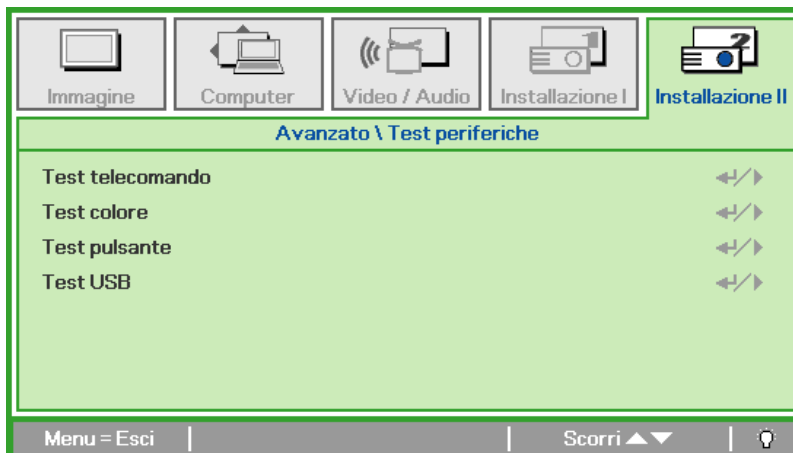 Immagine
Computer
Video / Audio
Installazione I
2
Installazione II
Avanzato \ Test periferiche
Test telecomando
Test colore
Test pulsante
Test USB
Menu = Esci
Scorri